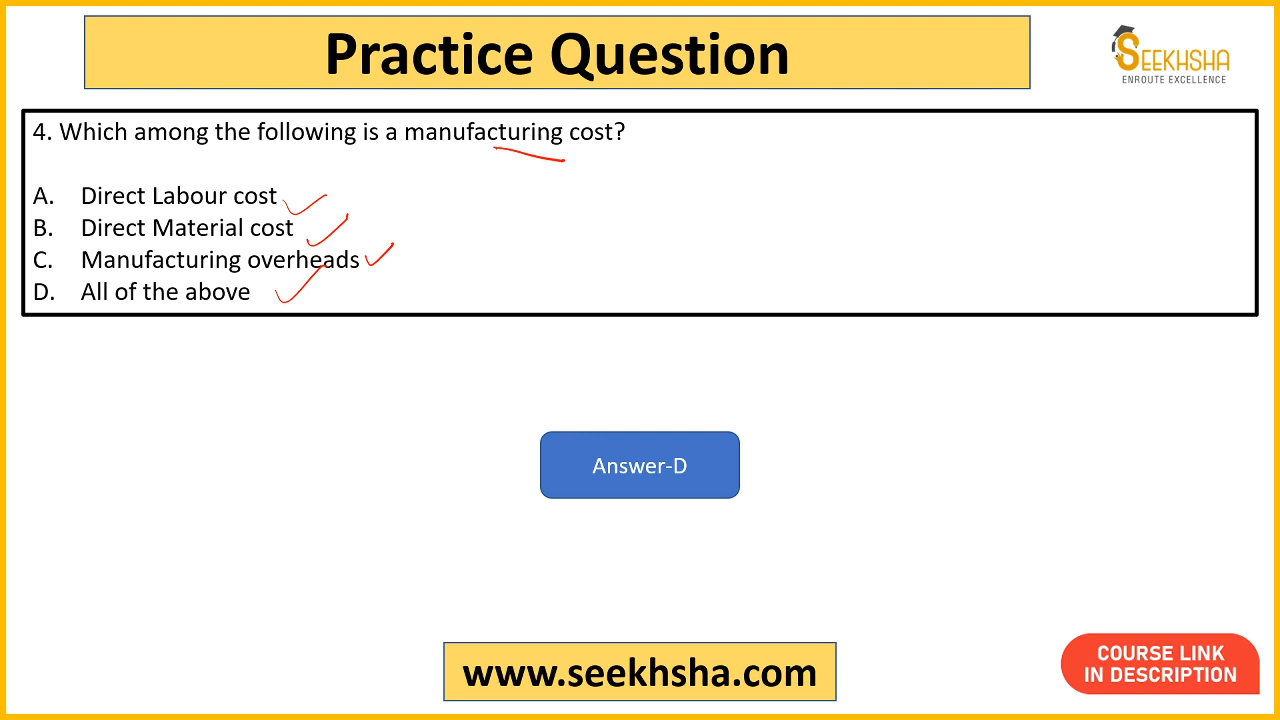 Practice Question
SEEKHSHA
ENROUTE EXCELLENCE
4. Which among the following is a manufacturing cost?
A. Direct Labour cost
B. Direct Material cost
C. Manufacturing overheads
D. All of the above
Answer-D
www.seekhsha.com
COURSE LINK
IN DESCRIPTION